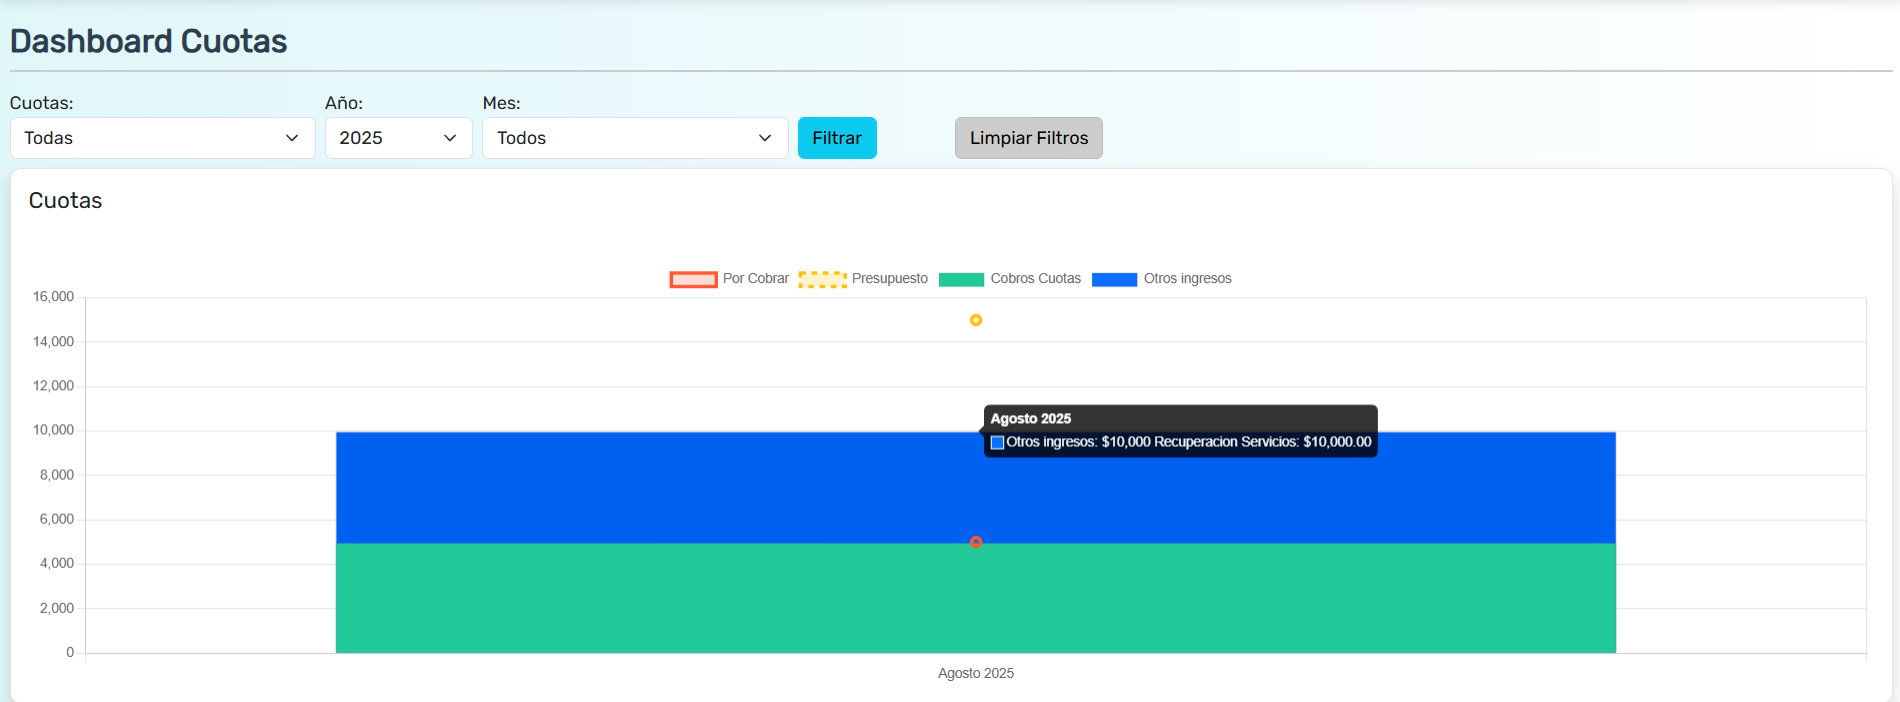 Dashboard Cuotas
Cuotas: Año: Mes:
Todas 2025 Todos Filtrar Limpiar Filtros
Cuotas
Por Cobrar Presupuesto Cobros Cuotas Otros ingresos
16,000
14,000
12,000
10,000
8,000
6,000
4,000
2,000
0
Agosto 2025
Otros ingresos: $10,000 Recuperacion Servicios: $10,000.00
Agosto 2025